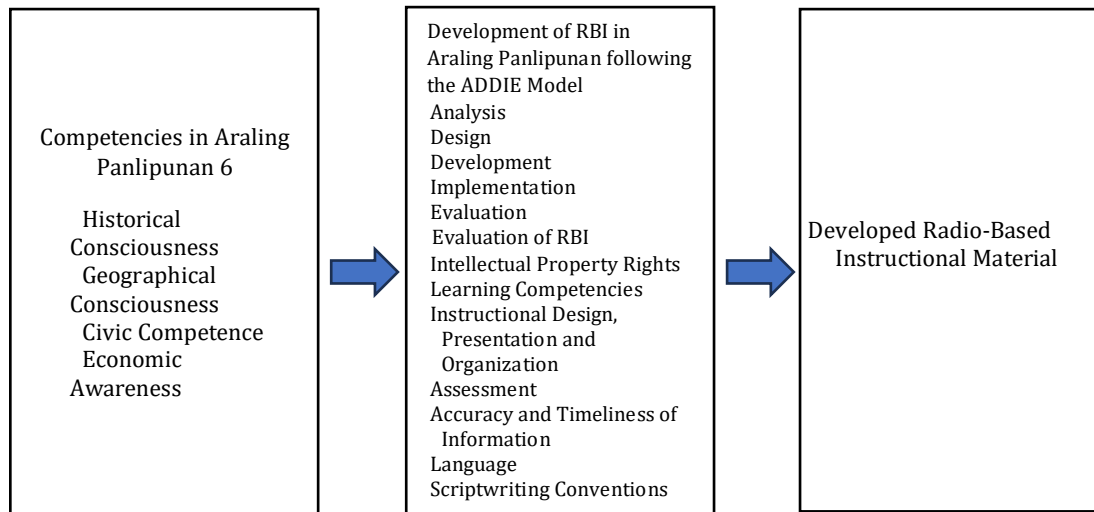 Competencies in Araling
Panlipunan 6
Historical
Consciousness
Geographical
Consciousness
Civic Competence
Economic
Awareness
Development of RBI in
Araling Panlipunan following
the ADDIE Model
Analysis
Design
Development
Implementation
Evaluation
Evaluation of RBI
Intellectual Property Rights
Learning Competencies
Instructional Design,
Presentation and
Organization
Assessment
Accuracy and Timeliness of
Information
Language
Scriptwriting Conventions
Developed Radio-Based
Instructional Material